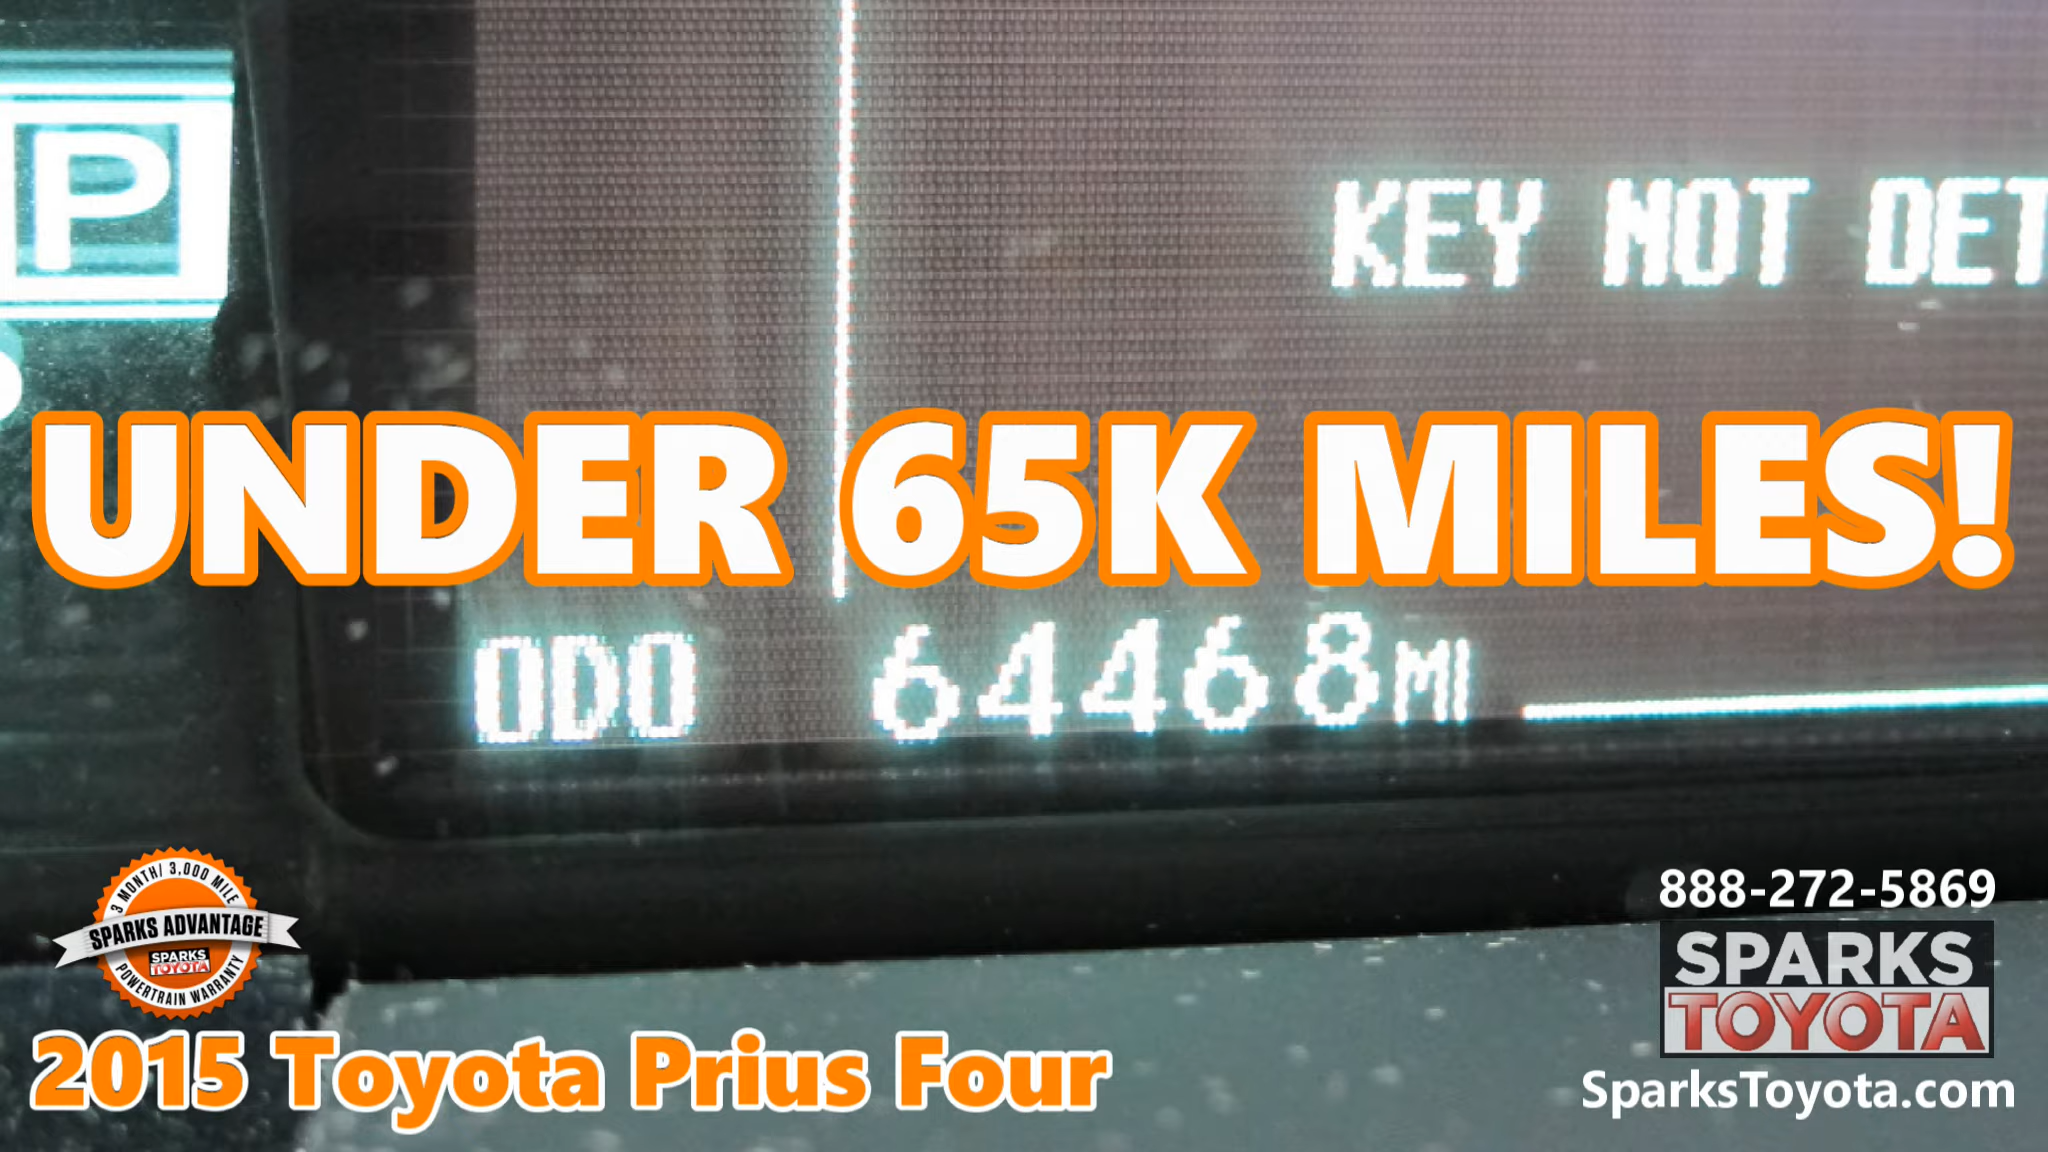 P
KEY NOT DET
UNDER 65K MILES!
ODO 64468MI
3 MONTH/ 3,000 MILE
SPARKS ADVANTAGE
SPARKS
TOYOTA
POWERTRAIN WARRANTY
888-272-5869
SPARKS
TOYOTA
2015 Toyota Prius Four
SparksToyota.com